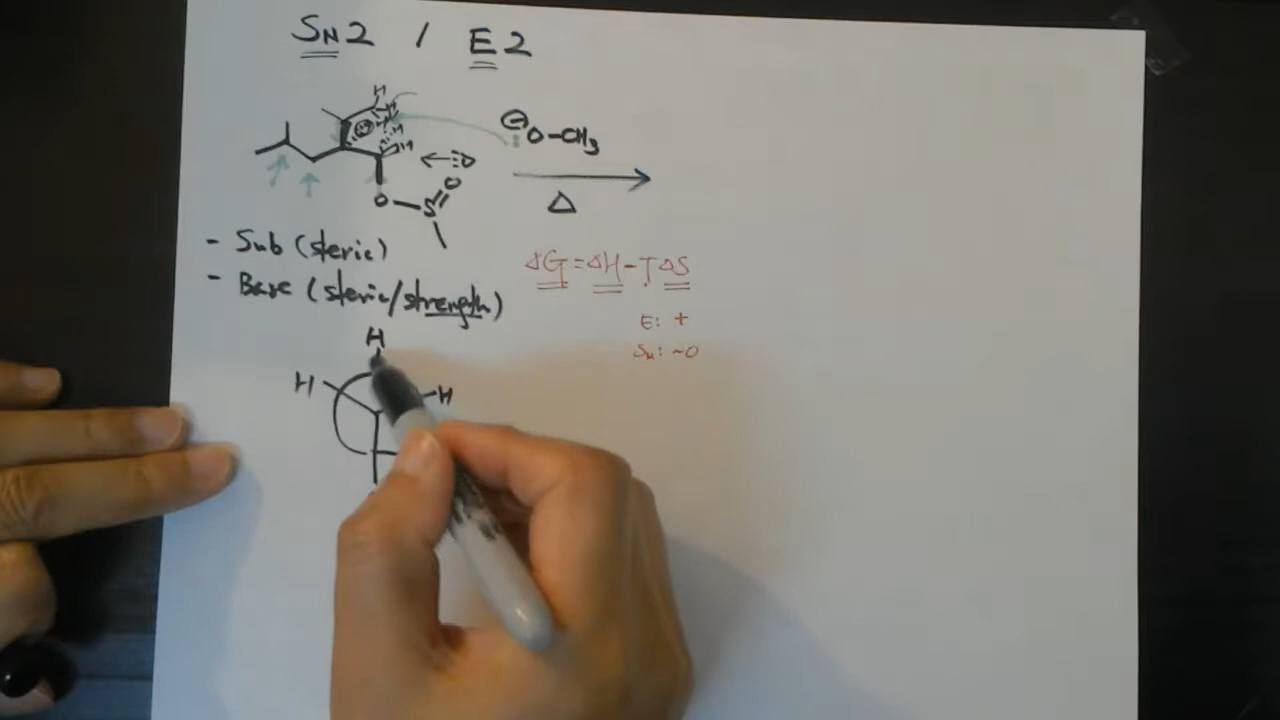 SN2 / E2
H
H
H
H
H
⊖O-CH3
O
O-S
Δ
- Sub (steric)
- Base (steric/strength)
ΔG=ΔH-TΔS
E: +
SN: ~0
H
H
H